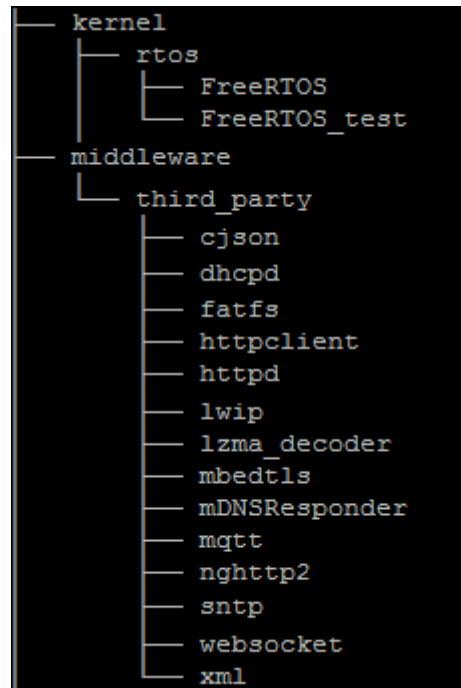 kernel
rtos
FreeRTOS
FreeRTOS_test
middleware
third_party
cjson
dhcpd
fatfs
httpclient
httpd
lwip
lzma_decoder
mbedtls
mDNSResponder
mqtt
nghttp2
sntp
websocket
xml